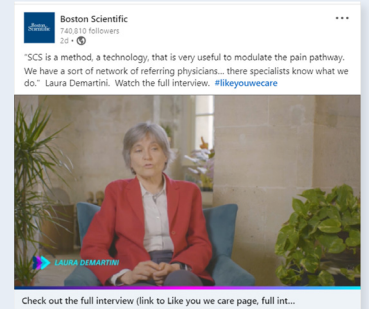 Boston Scientific
740,810 followers
2d •
"SCS is a method, a technology, that is very useful to modulate the pain pathway.
We have a sort of network of referring physicians... there specialists know what we
do." Laura Demartini. Watch the full interview. #likeyouwecare
LAURA DEMARTINI
Check out the full interview (link to Like you we care page, full int...